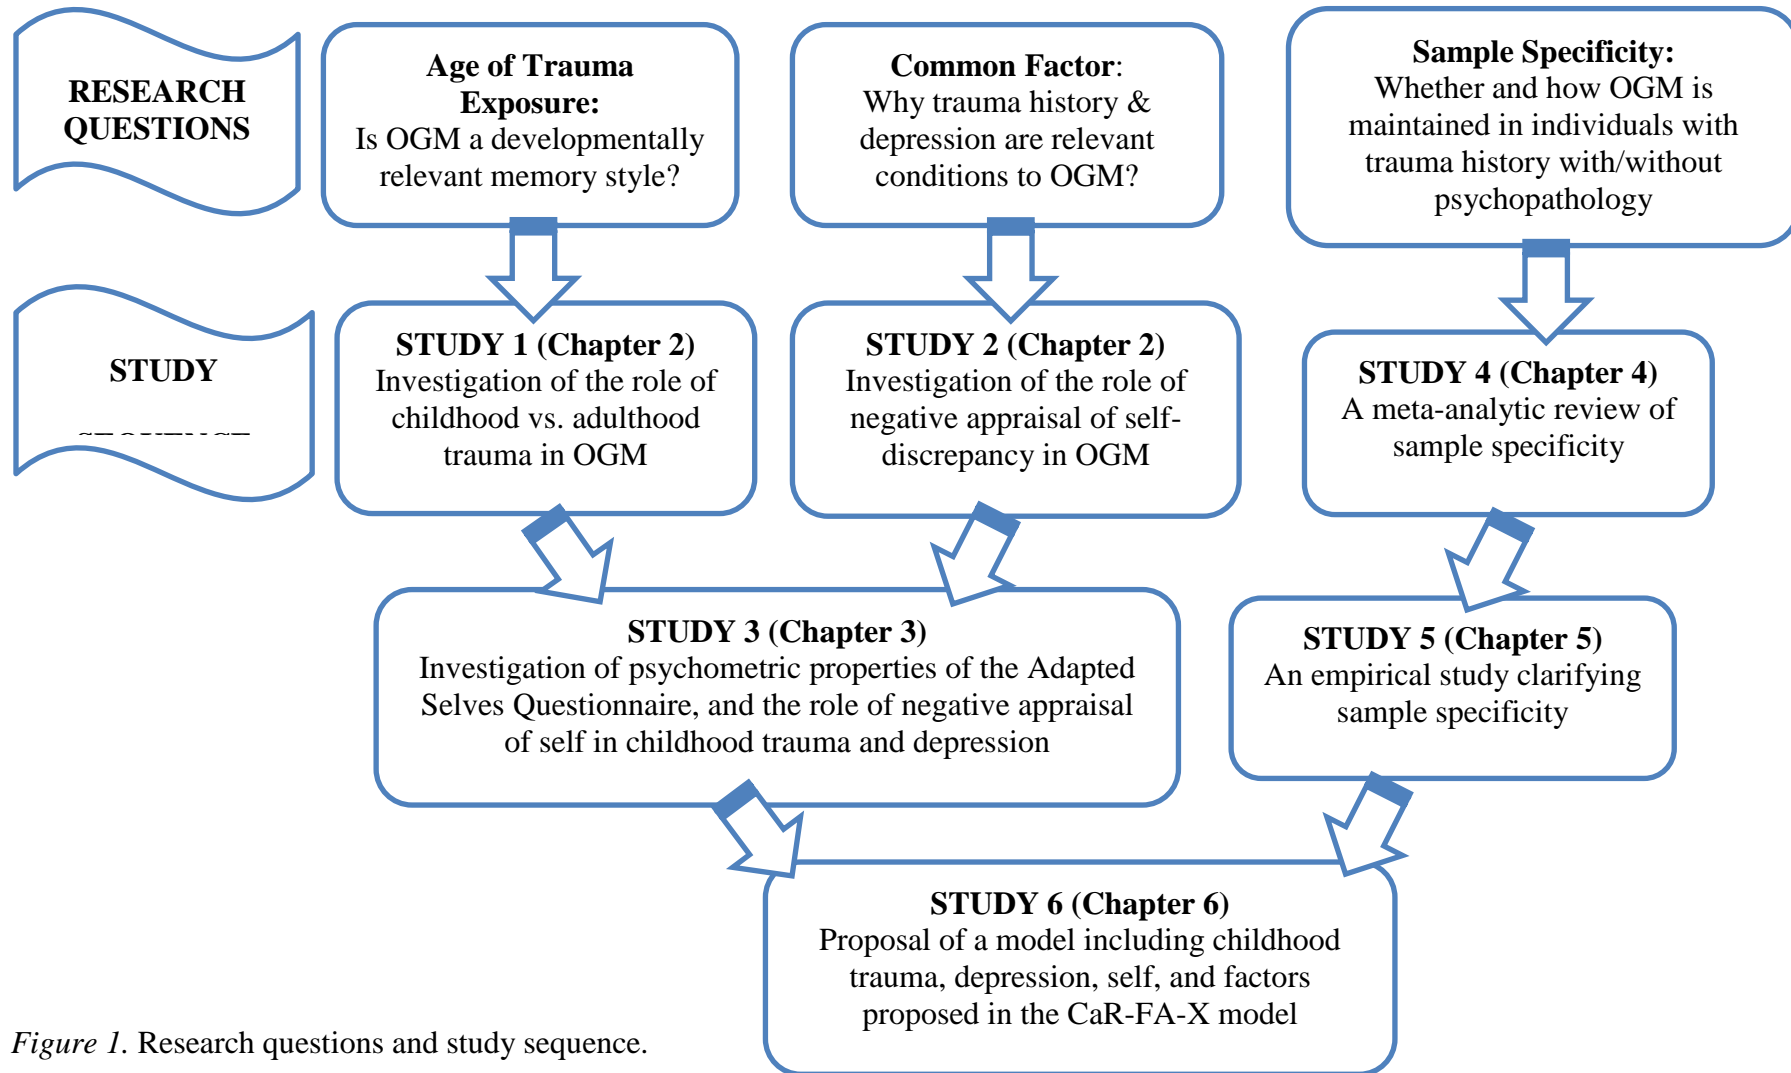 RESEARCH
QUESTIONS
Age of Trauma
Exposure:
Is OGM a developmentally
relevant memory style?
Common Factor:
Why trauma history &
depression are relevant
conditions to OGM?
Sample Specificity:
Whether and how OGM is
maintained in individuals with
trauma history with/without
psychopathology
STUDY
STUDY 1 (Chapter 2)
Investigation of the role of
childhood vs. adulthood
trauma in OGM
STUDY 2 (Chapter 2)
Investigation of the role of
negative appraisal of self-
discrepancy in OGM
STUDY 4 (Chapter 4)
A meta-analytic review of
sample specificity
STUDY 3 (Chapter 3)
Investigation of psychometric properties of the Adapted
Selves Questionnaire, and the role of negative appraisal
of self in childhood trauma and depression
STUDY 5 (Chapter 5)
An empirical study clarifying
sample specificity
STUDY 6 (Chapter 6)
Proposal of a model including childhood
trauma, depression, self, and factors
proposed in the CaR-FA-X model
Figure 1. Research questions and study sequence.